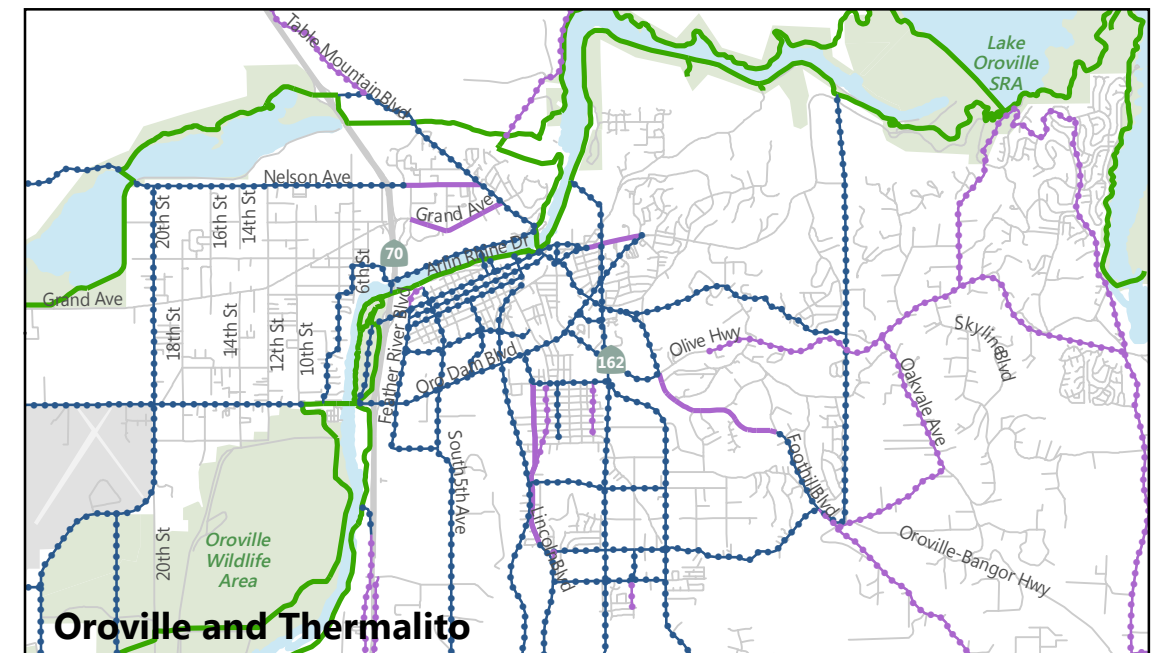 Table Mountain Blvd
Lake
Oroville
SRA
Nelson Ave
Grand Ave
20th St
16th St
14th St
70
6th St
Arlin Rhine Dr
Grand Ave
18th St
14th St
12th St
10th St
Feather River Blvd
Oro Dam Blvd
162
Olive Hwy
Skyline Blvd
Oakvale Ave
Foothill Blvd
South 5th Ave
Lincoln Blvd
20th St
Oroville
Wildlife
Area
Oroville-Bangor Hwy
Oroville and Thermalito